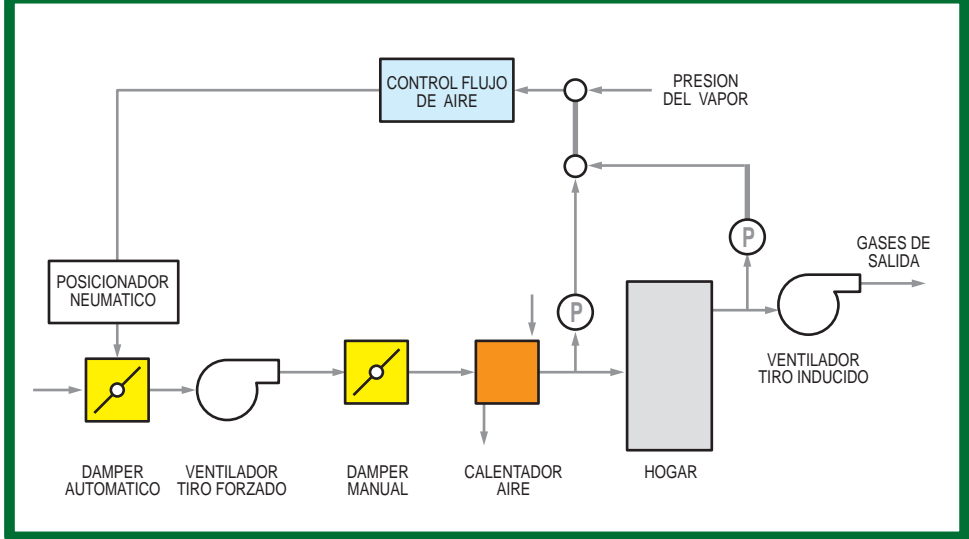 CONTROL FLUJO
DE AIRE
PRESION
DEL VAPOR
P
GASES DE
SALIDA
POSICIONADOR
NEUMATICO
P
VENTILADOR
TIRO INDUCIDO
DAMPER
AUTOMATICO
VENTILADOR
TIRO FORZADO
DAMPER
MANUAL
CALENTADOR
AIRE
HOGAR